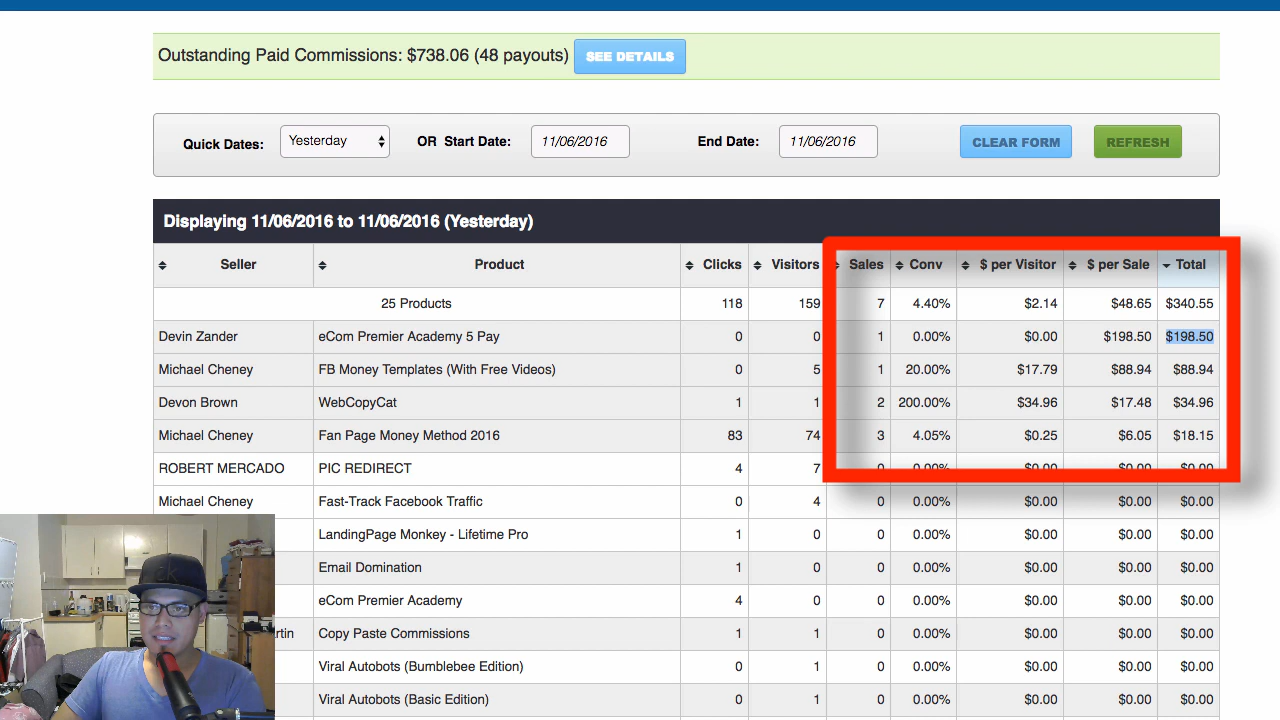 Outstanding Paid Commissions: $738.06 (48 payouts) SEE DETAILS
Quick Dates: Yesterday OR Start Date: 11/06/2016 End Date: 11/06/2016 CLEAR FORM REFRESH
Displaying 11/06/2016 to 11/06/2016 (Yesterday)
Seller Product Clicks Visitors Sales Conv $ per Visitor $ per Sale Total
25 Products 118 159 7 4.40% $2.14 $48.65 $340.55
Devin Zander eCom Premier Academy 5 Pay 0 0 1 0.00% $0.00 $198.50 $198.50
Michael Cheney FB Money Templates (With Free Videos) 0 5 1 20.00% $17.79 $88.94 $88.94
Devon Brown WebCopyCat 1 1 2 200.00% $34.96 $17.48 $34.96
Michael Cheney Fan Page Money Method 2016 83 74 3 4.05% $0.25 $6.05 $18.15
ROBERT MERCADO PIC REDIRECT 4 7 0 0.00% $0.00 $0.00 $0.00
Michael Cheney Fast-Track Facebook Traffic 0 4 0 0.00% $0.00 $0.00 $0.00
LandingPage Monkey - Lifetime Pro 1 0 0 0.00% $0.00 $0.00 $0.00
Email Domination 1 0 0 0.00% $0.00 $0.00 $0.00
eCom Premier Academy 4 0 0 0.00% $0.00 $0.00 $0.00
rtin Copy Paste Commissions 1 1 0 0.00% $0.00 $0.00 $0.00
Viral Autobots (Bumblebee Edition) 0 1 0 0.00% $0.00 $0.00 $0.00
Viral Autobots (Basic Edition) 0 1 0 0.00% $0.00 $0.00 $0.00